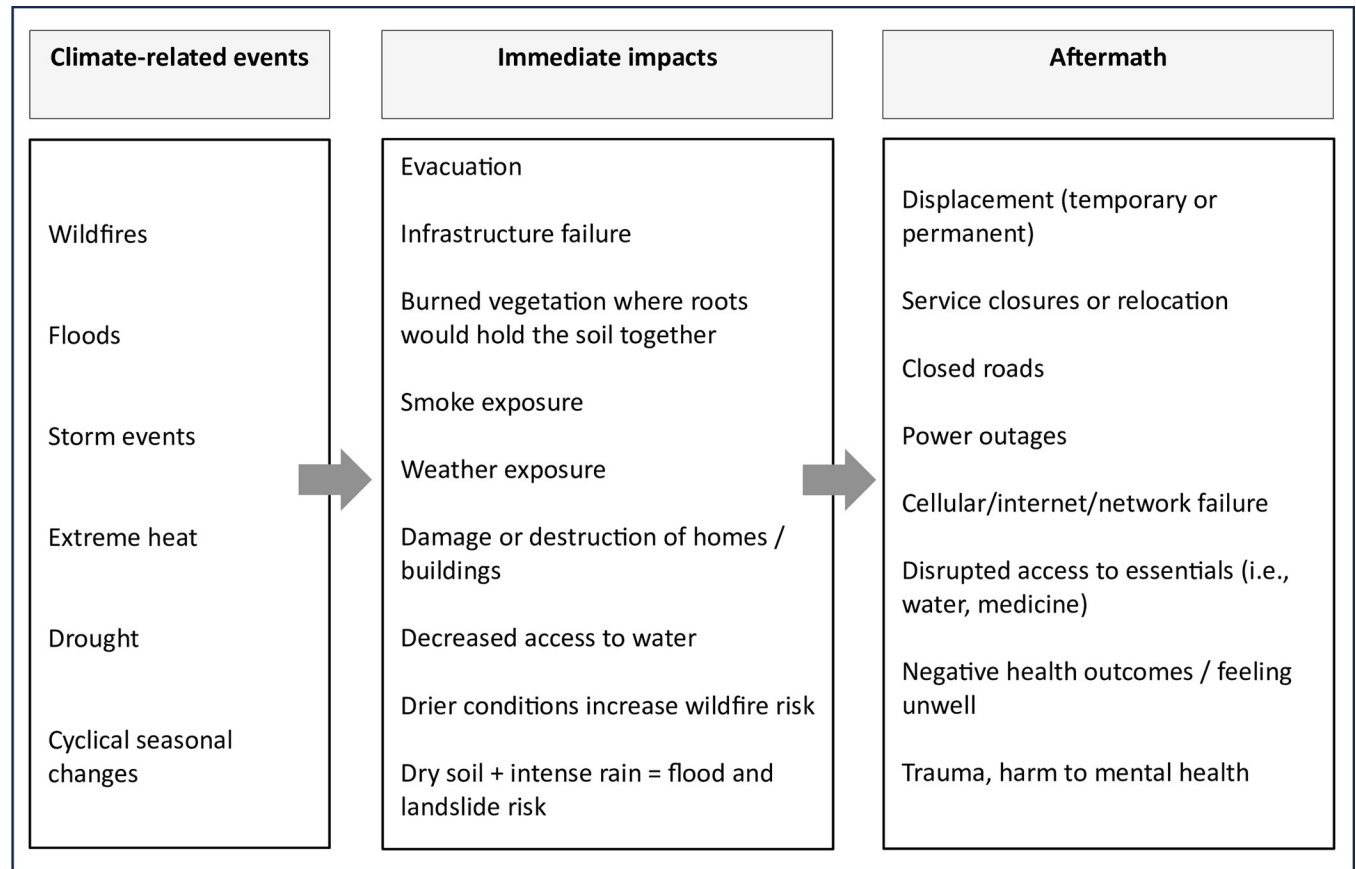 Climate-related events
Immediate impacts
Aftermath
Wildfires
Floods
Storm events
Extreme heat
Drought
Cyclical seasonal
changes
Evacuation
Infrastructure failure
Burned vegetation where roots
would hold the soil together
Smoke exposure
Weather exposure
Damage or destruction of homes /
buildings
Decreased access to water
Drier conditions increase wildfire risk
Dry soil + intense rain = flood and
landslide risk
Displacement (temporary or
permanent)
Service closures or relocation
Closed roads
Power outages
Cellular/internet/network failure
Disrupted access to essentials (i.e.,
water, medicine)
Negative health outcomes / feeling
unwell
Trauma, harm to mental health